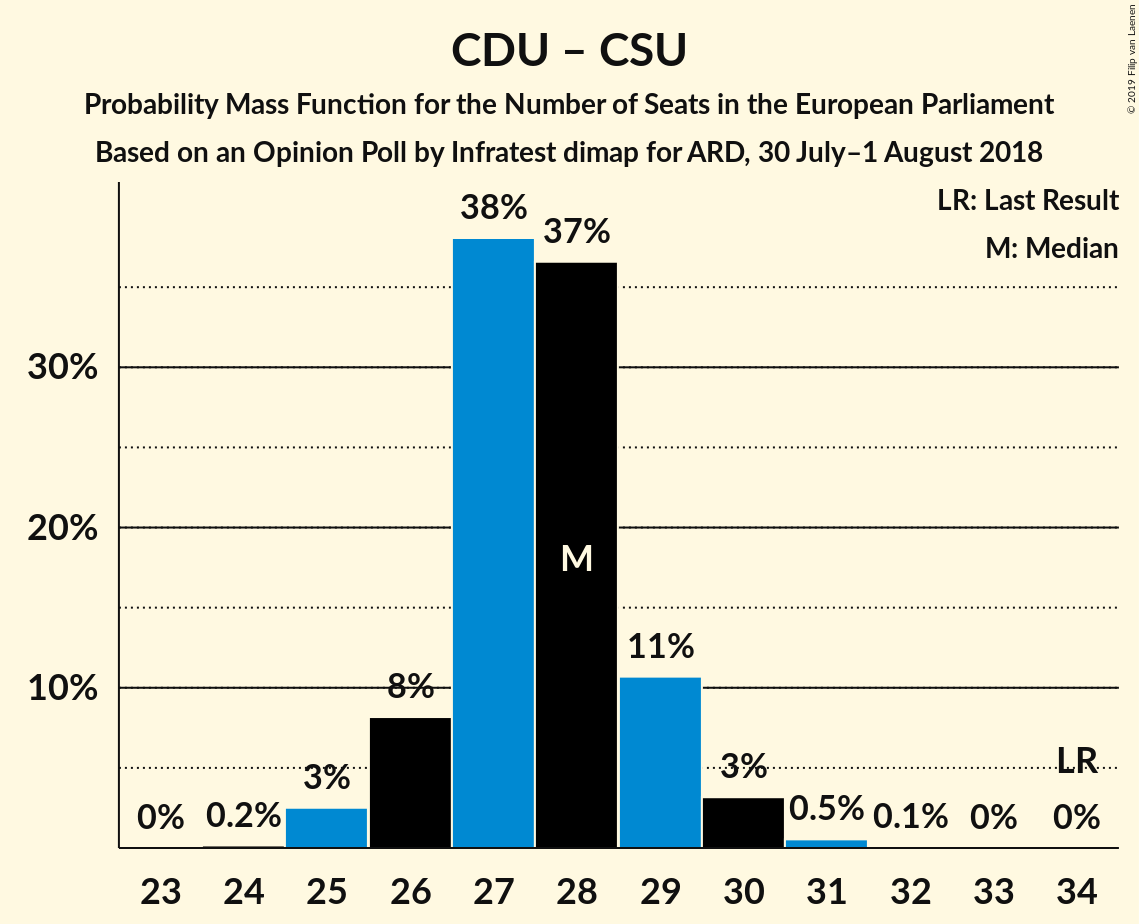 © 2019 Filip van Laenen
CDU – CSU
Probability Mass Function for the Number of Seats in the European Parliament
Based on an Opinion Poll by Infratest dimap for ARD, 30 July–1 August 2018
LR: Last Result
M: Median
38%
37%
30%
20%
M
11%
10%
8%
3%
3%
LR
0%
0.2%
0.5%
0.1%
0%
0%
23 24 25 26 27 28 29 30 31 32 33 34